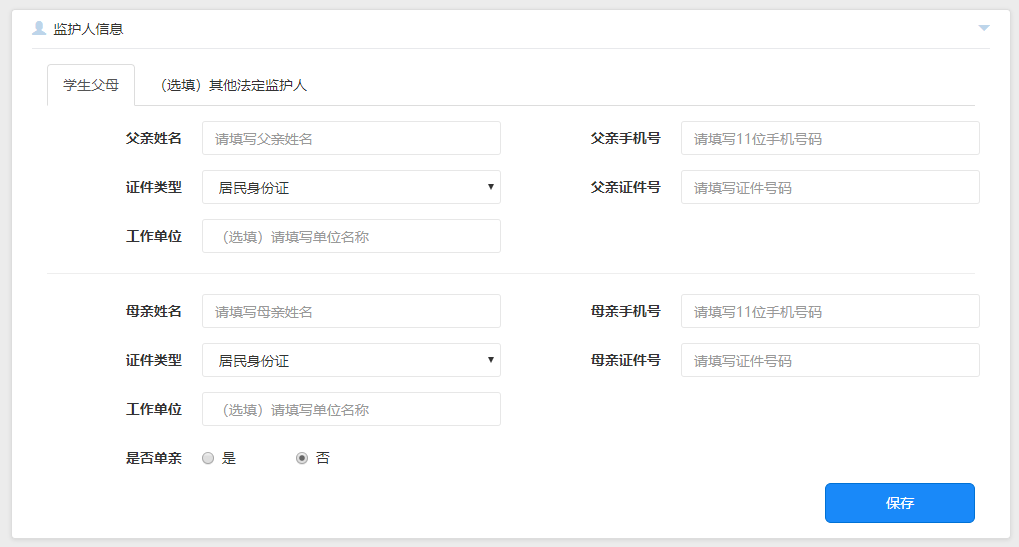 监护人信息
学生父母 （选填）其他法定监护人
父亲姓名 请填写父亲姓名 父亲手机号 请填写11位手机号码
证件类型 居民身份证 父亲证件号 请填写证件号码
工作单位 （选填）请填写单位名称
母亲姓名 请填写母亲姓名 母亲手机号 请填写11位手机号码
证件类型 居民身份证 母亲证件号 请填写证件号码
工作单位 （选填）请填写单位名称
是否单亲 是 否
保存